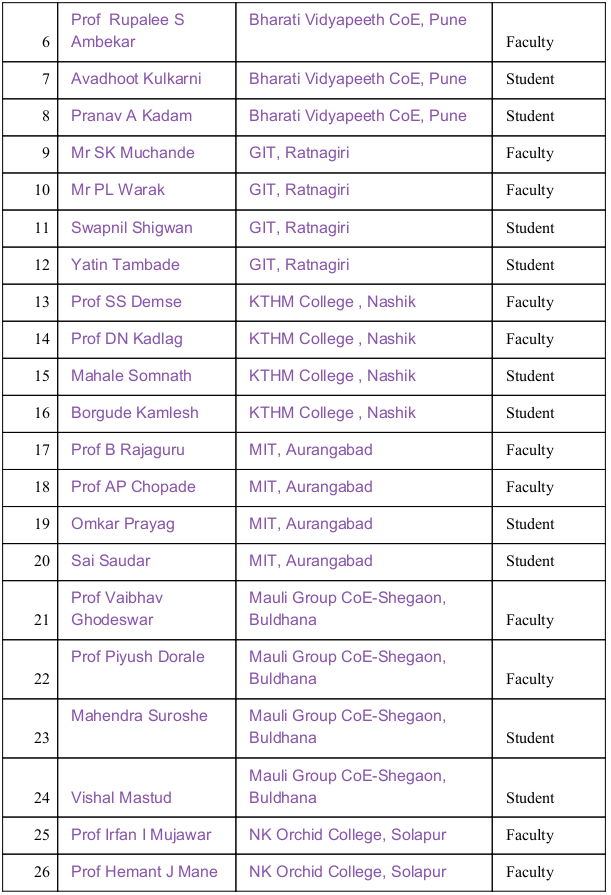 6 Prof Rupalee S Ambekar Bharati Vidyapeeth CoE, Pune Faculty
7 Avadhoot Kulkarni Bharati Vidyapeeth CoE, Pune Student
8 Pranav A Kadam Bharati Vidyapeeth CoE, Pune Student
9 Mr SK Muchande GIT, Ratnagiri Faculty
10 Mr PL Warak GIT, Ratnagiri Faculty
11 Swapnil Shigwan GIT, Ratnagiri Student
12 Yatin Tambade GIT, Ratnagiri Student
13 Prof SS Demse KTHM College , Nashik Faculty
14 Prof DN Kadlag KTHM College , Nashik Faculty
15 Mahale Somnath KTHM College , Nashik Student
16 Borgude Kamlesh KTHM College , Nashik Student
17 Prof B Rajaguru MIT, Aurangabad Faculty
18 Prof AP Chopade MIT, Aurangabad Faculty
19 Omkar Prayag MIT, Aurangabad Student
20 Sai Saudar MIT, Aurangabad Student
21 Prof Vaibhav Ghodeswar Mauli Group CoE-Shegaon, Buldhana Faculty
22 Prof Piyush Dorale Mauli Group CoE-Shegaon, Buldhana Faculty
23 Mahendra Suroshe Mauli Group CoE-Shegaon, Buldhana Student
24 Vishal Mastud Mauli Group CoE-Shegaon, Buldhana Student
25 Prof Irfan I Mujawar NK Orchid College, Solapur Faculty
26 Prof Hemant J Mane NK Orchid College, Solapur Faculty